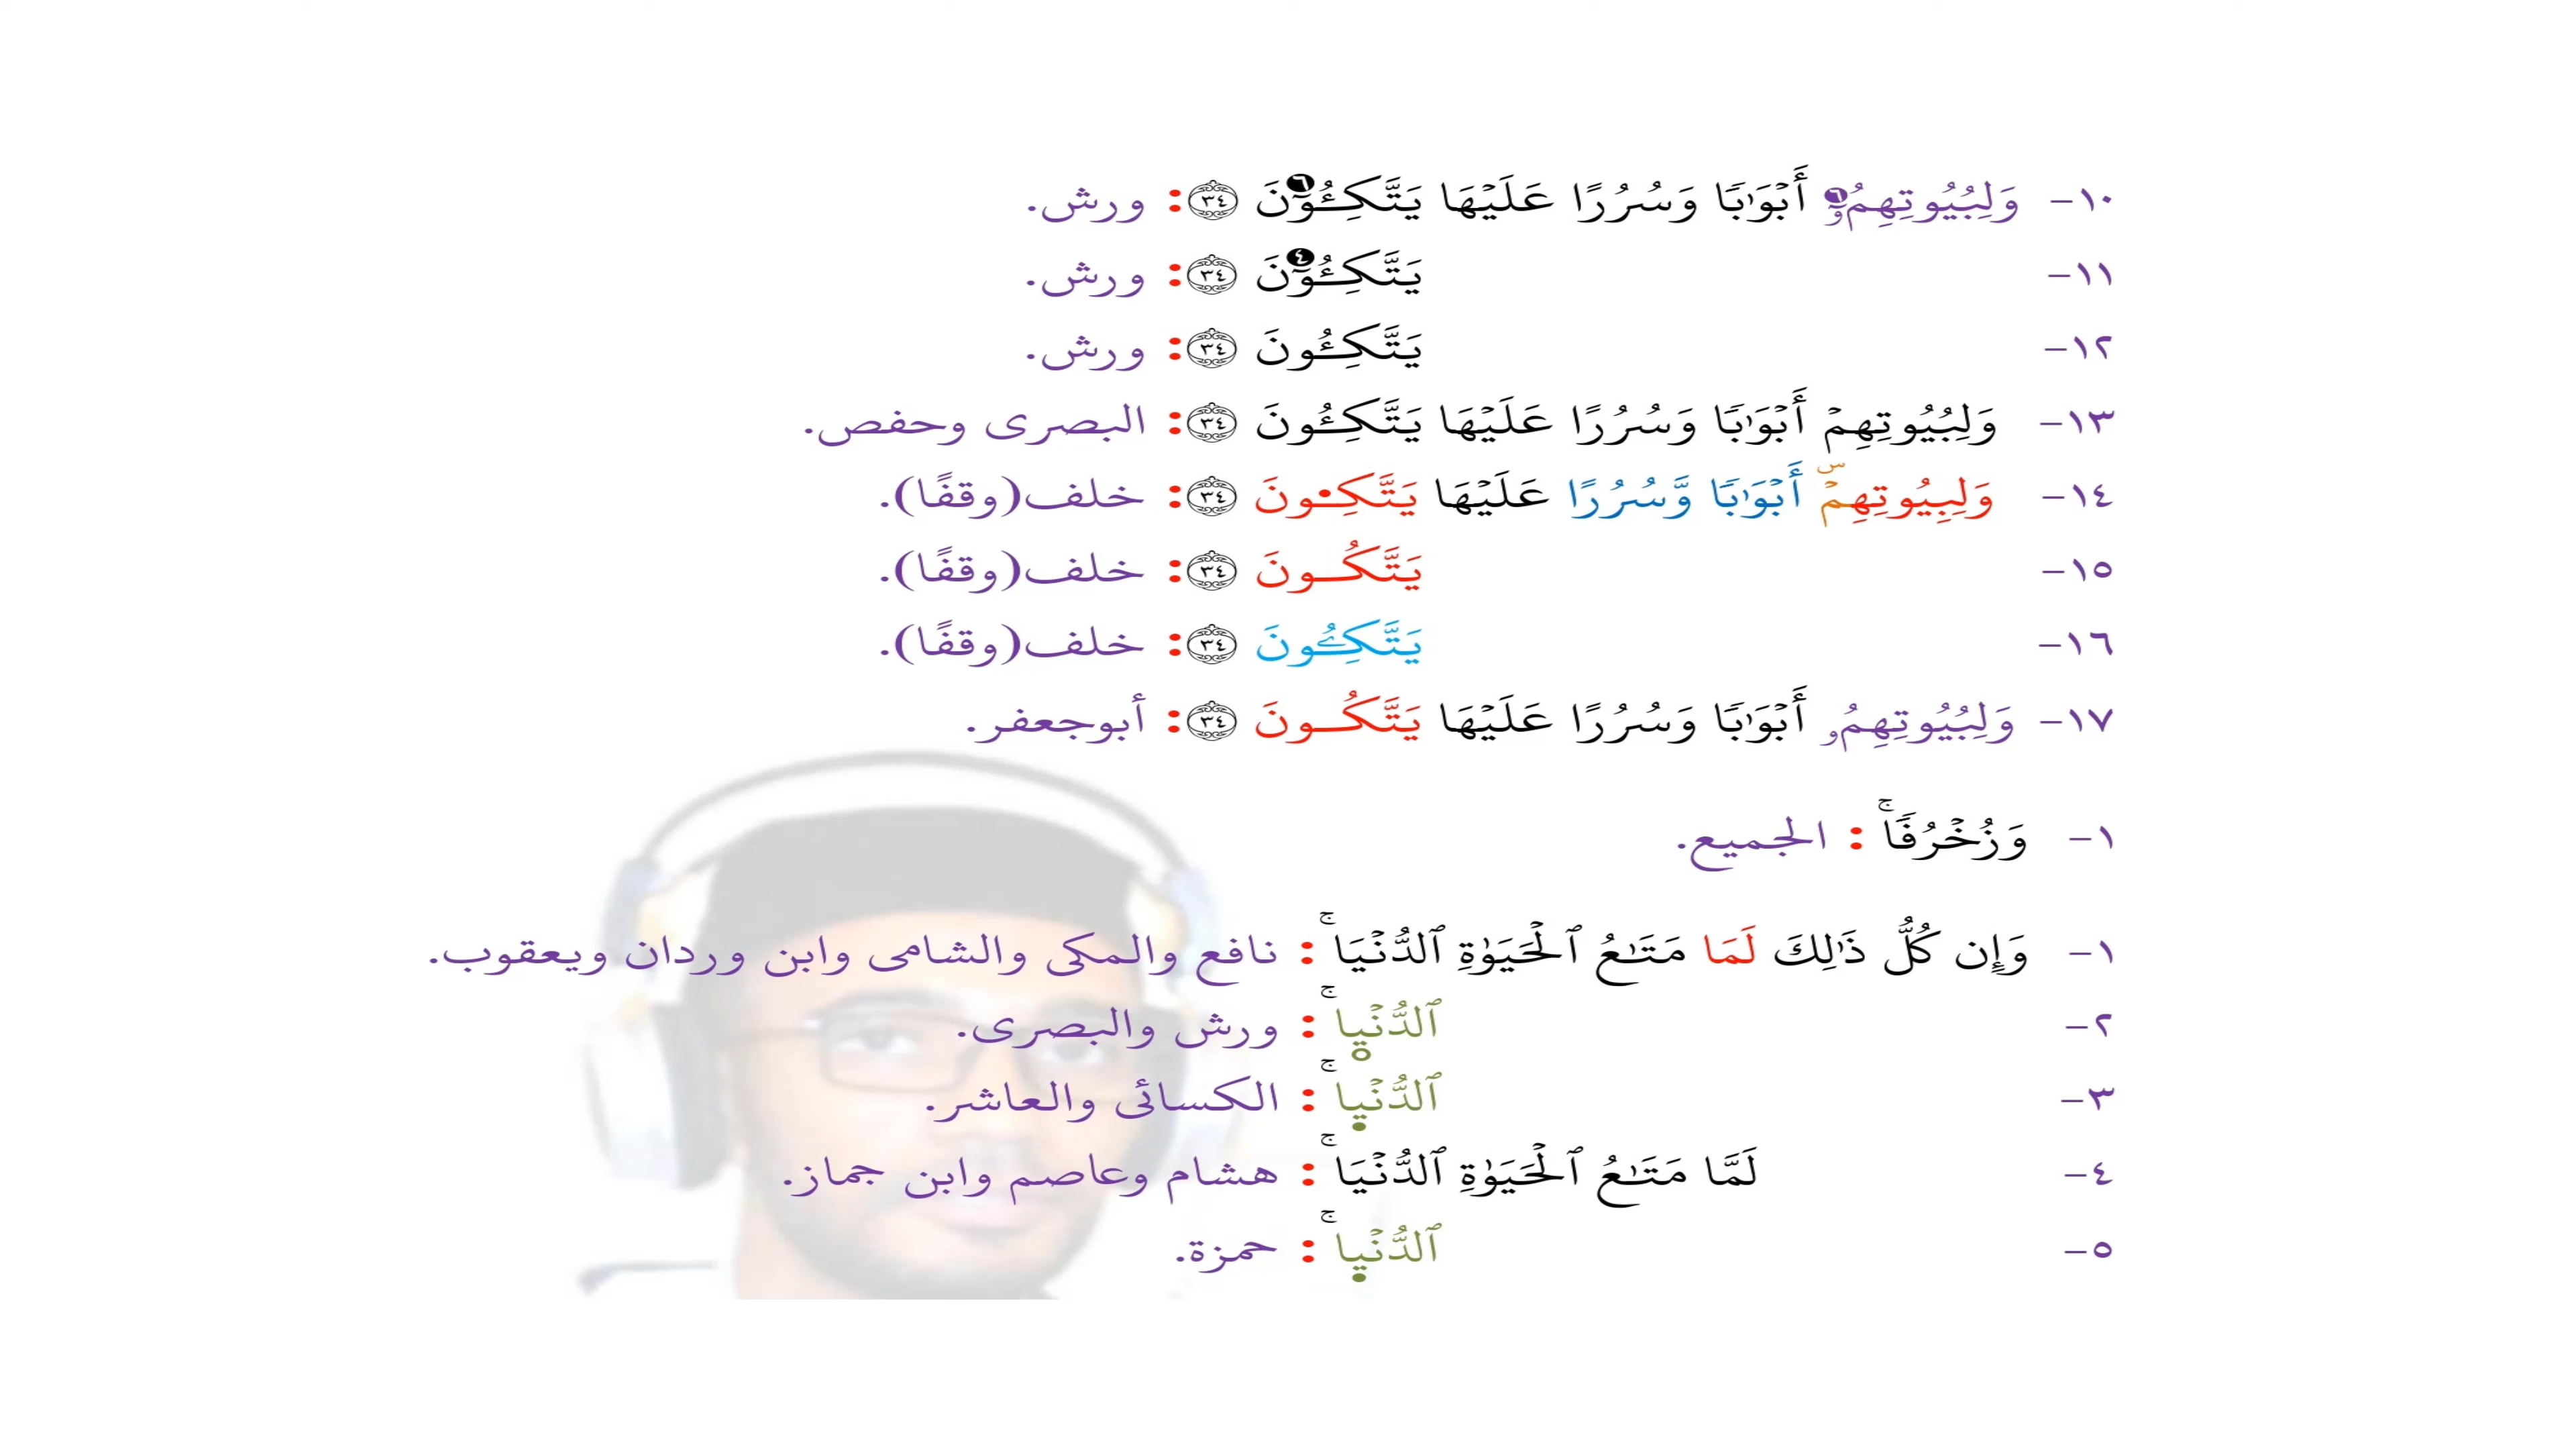 ١٠- وَلِبُيُوتِهِمُۥٓ٦ أَبۡوَٰبٗا وَسُرُرًا عَلَيۡهَا يَتَّكِـُٔوٓ٦نَ ٣٤ : ورش.
١١- يَتَّكِـُٔوٓ٤نَ ٣٤ : ورش.
١٢- يَتَّكِـُٔونَ ٣٤ : ورش.
١٣- وَلِبُيُوتِهِمۡ أَبۡوَٰبٗا وَسُرُرًا عَلَيۡهَا يَتَّكِـُٔونَ ٣٤ : البصرى وحفص.
١٤- وَلِبِيُوتِهِمۡۜ أَبۡوَٰبٗا وَّسُرُرًا عَلَيۡهَا يَتَّكِـ۬ونَ ٣٤ : خلف(وقفًا).
١٥- يَتَّكُـونَ ٣٤ : خلف(وقفًا).
١٦- يَتَّكِيُونَ ٣٤ : خلف(وقفًا).
١٧- وَلِبُيُوتِهِمُۥ أَبۡوَٰبٗا وَسُرُرًا عَلَيۡهَا يَتَّكُـونَ ٣٤ : أبوجعفر.
١- وَزُخۡرُفٗاۚ : الجميع.
١- وَإِن كُلُّ ذَٰلِكَ لَمَا مَتَٰعُ ٱلۡحَيَوٰةِ ٱلدُّنۡيَاۚ : نافع والمكى والشامى وابن وردان ويعقوب.
٢- ٱلدُّنۡيۭاۚ : ورش والبصرى.
٣- ٱلدُّنۡيٜاۚ : الكسائى والعاشر.
٤- لَمَّا مَتَٰعُ ٱلۡحَيَوٰةِ ٱلدُّنۡيَاۚ : هشام وعاصم وابن جماز.
٥- ٱلدُّنۡيٜاۚ : حمزة.